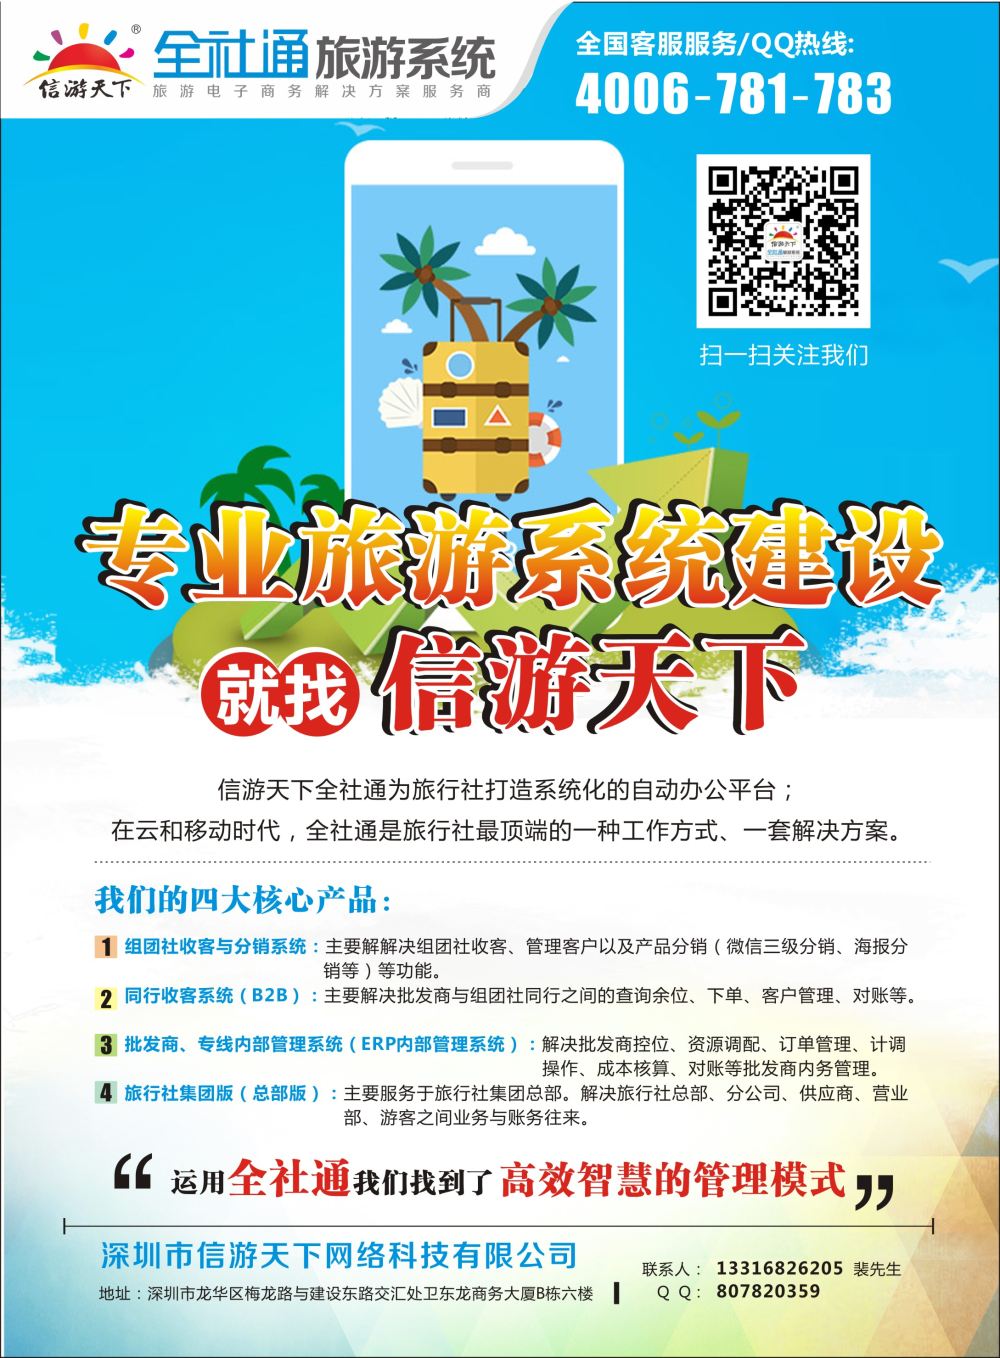 信游天下
®
全社通旅游系统
旅游电子商务解决方案服务商
全国客服服务/QQ热线:
4006-781-783
信游天下
全社通旅游系统
扫一扫关注我们
专业旅游系统建设
就找 信游天下
信游天下全社通为旅行社打造系统化的自动办公平台；
在云和移动时代，全社通是旅行社最顶端的一种工作方式、一套解决方案。
我们的四大核心产品：
1 组团社收客与分销系统：主要解解决组团社收客、管理客户以及产品分销（微信三级分销、海报分
销等）等功能。
2 同行收客系统（B2B）：主要解决批发商与组团社同行之间的查询余位、下单、客户管理、对账等。
3 批发商、专线内部管理系统（ERP内部管理系统）：解决批发商控位、资源调配、订单管理、计调
操作、成本核算、对账等批发商内务管理。
4 旅行社集团版（总部版）：主要服务于旅行社集团总部。解决旅行社总部、分公司、供应商、营业
部、游客之间业务与账务往来。
“ 运用全社通我们找到了 高效智慧的管理模式 ”
深圳市信游天下网络科技有限公司
地址：深圳市龙华区梅龙路与建设东路交汇处卫东龙商务大厦B栋六楼
联系人： 13316826205 裴先生
Q Q： 807820359